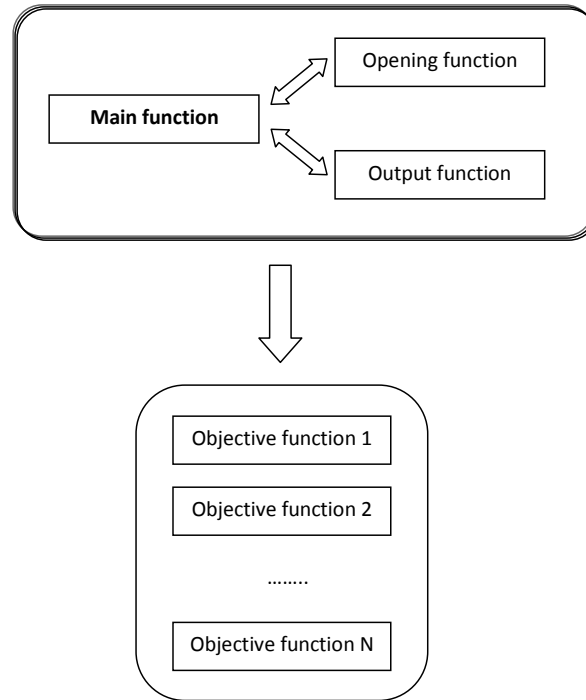 Opening function
Main function
Output function
Objective function 1
Objective function 2
……..
Objective function N